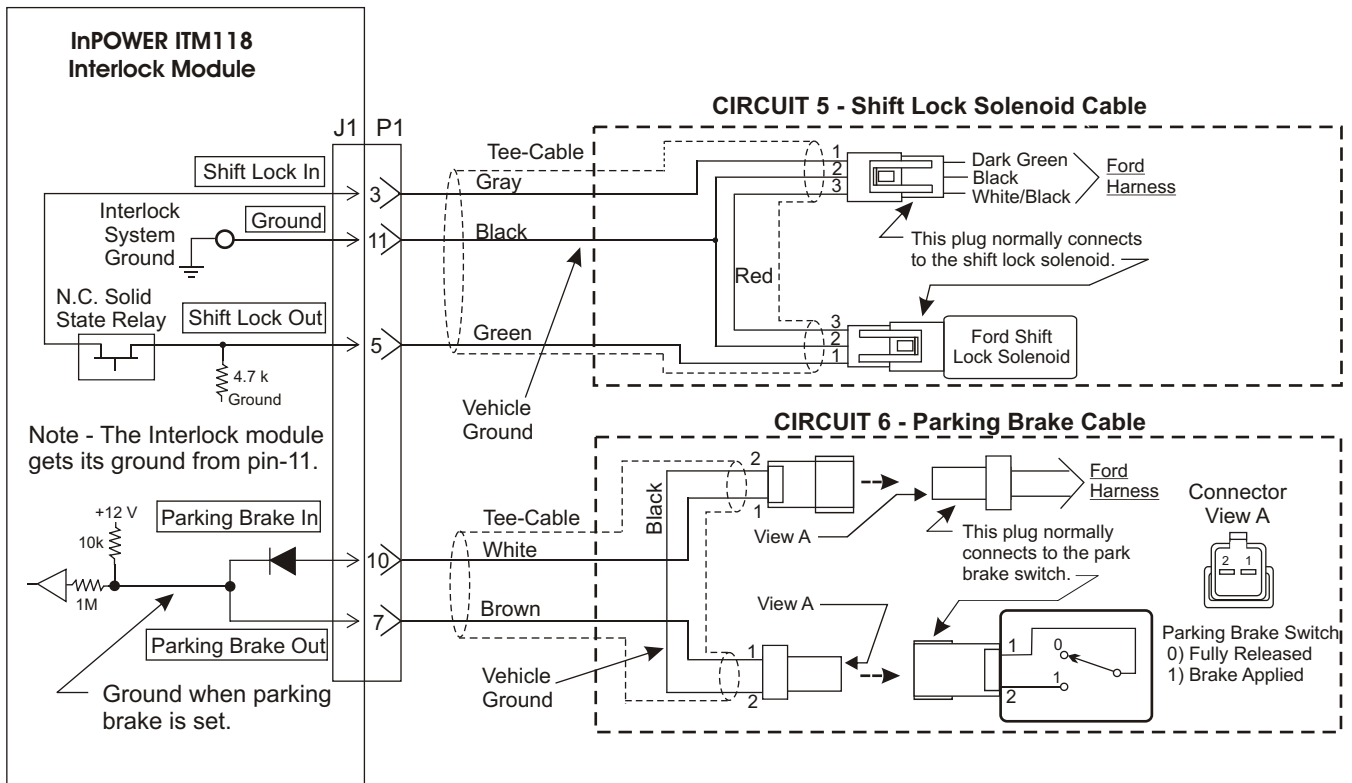 InPOWER ITM118
Interlock Module
J1 P1
CIRCUIT 5 - Shift Lock Solenoid Cable
Shift Lock In
3
Tee-Cable
Gray
1
2
3
Dark Green
Black
White/Black
Ford
Harness
Interlock
System
Ground
Ground
11
Black
This plug normally connects
to the shift lock solenoid.
Red
N.C. Solid
State Relay
Shift Lock Out
5
Green
3
2
1
Ford Shift
Lock Solenoid
4.7 k
Ground
Vehicle
Ground
Note - The Interlock module
gets its ground from pin-11.
CIRCUIT 6 - Parking Brake Cable
+12 V
10k
1M
Parking Brake In
10
Tee-Cable
White
Black
2
1
View A
Ford
Harness
This plug normally
connects to the park
brake switch.
Connector
View A
2 1
7
Brown
Parking Brake Out
View A
1
2
Vehicle
Ground
1
2
0
1
Parking Brake Switch
0) Fully Released
1) Brake Applied
Ground when parking
brake is set.